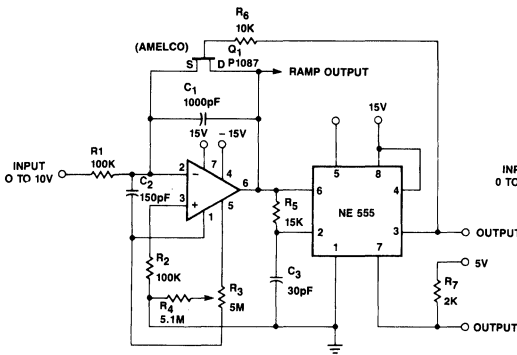 R6
10K
(AMELCO)
Q1
S D P1087
RAMP OUTPUT
C1
1000pF
15V
15V -15V
INPUT
O TO 10V
R1
100K
C2
150pF
2 − 7 4 6
3 + 1 5
5 8
6 4
NE 555
2 3
1 7
R5
15K
INP
0 TO
OUTPUT
R2
100K
R3
5M
R4
5.1M
C3
30pF
5V
R7
2K
OUTPUT